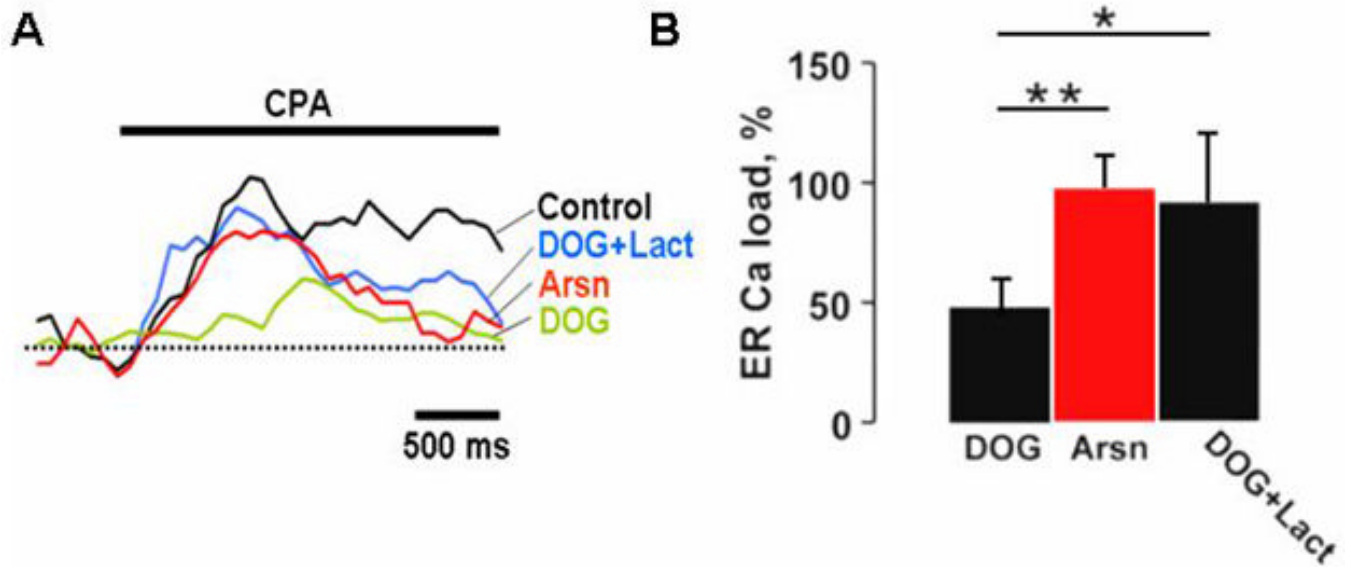 A
CPA
Control
DOG+Lact
Arsn
DOG
500 ms
B
*
**
ER Ca load, %
150
100
50
0
DOG
Arsn
DOG+Lact